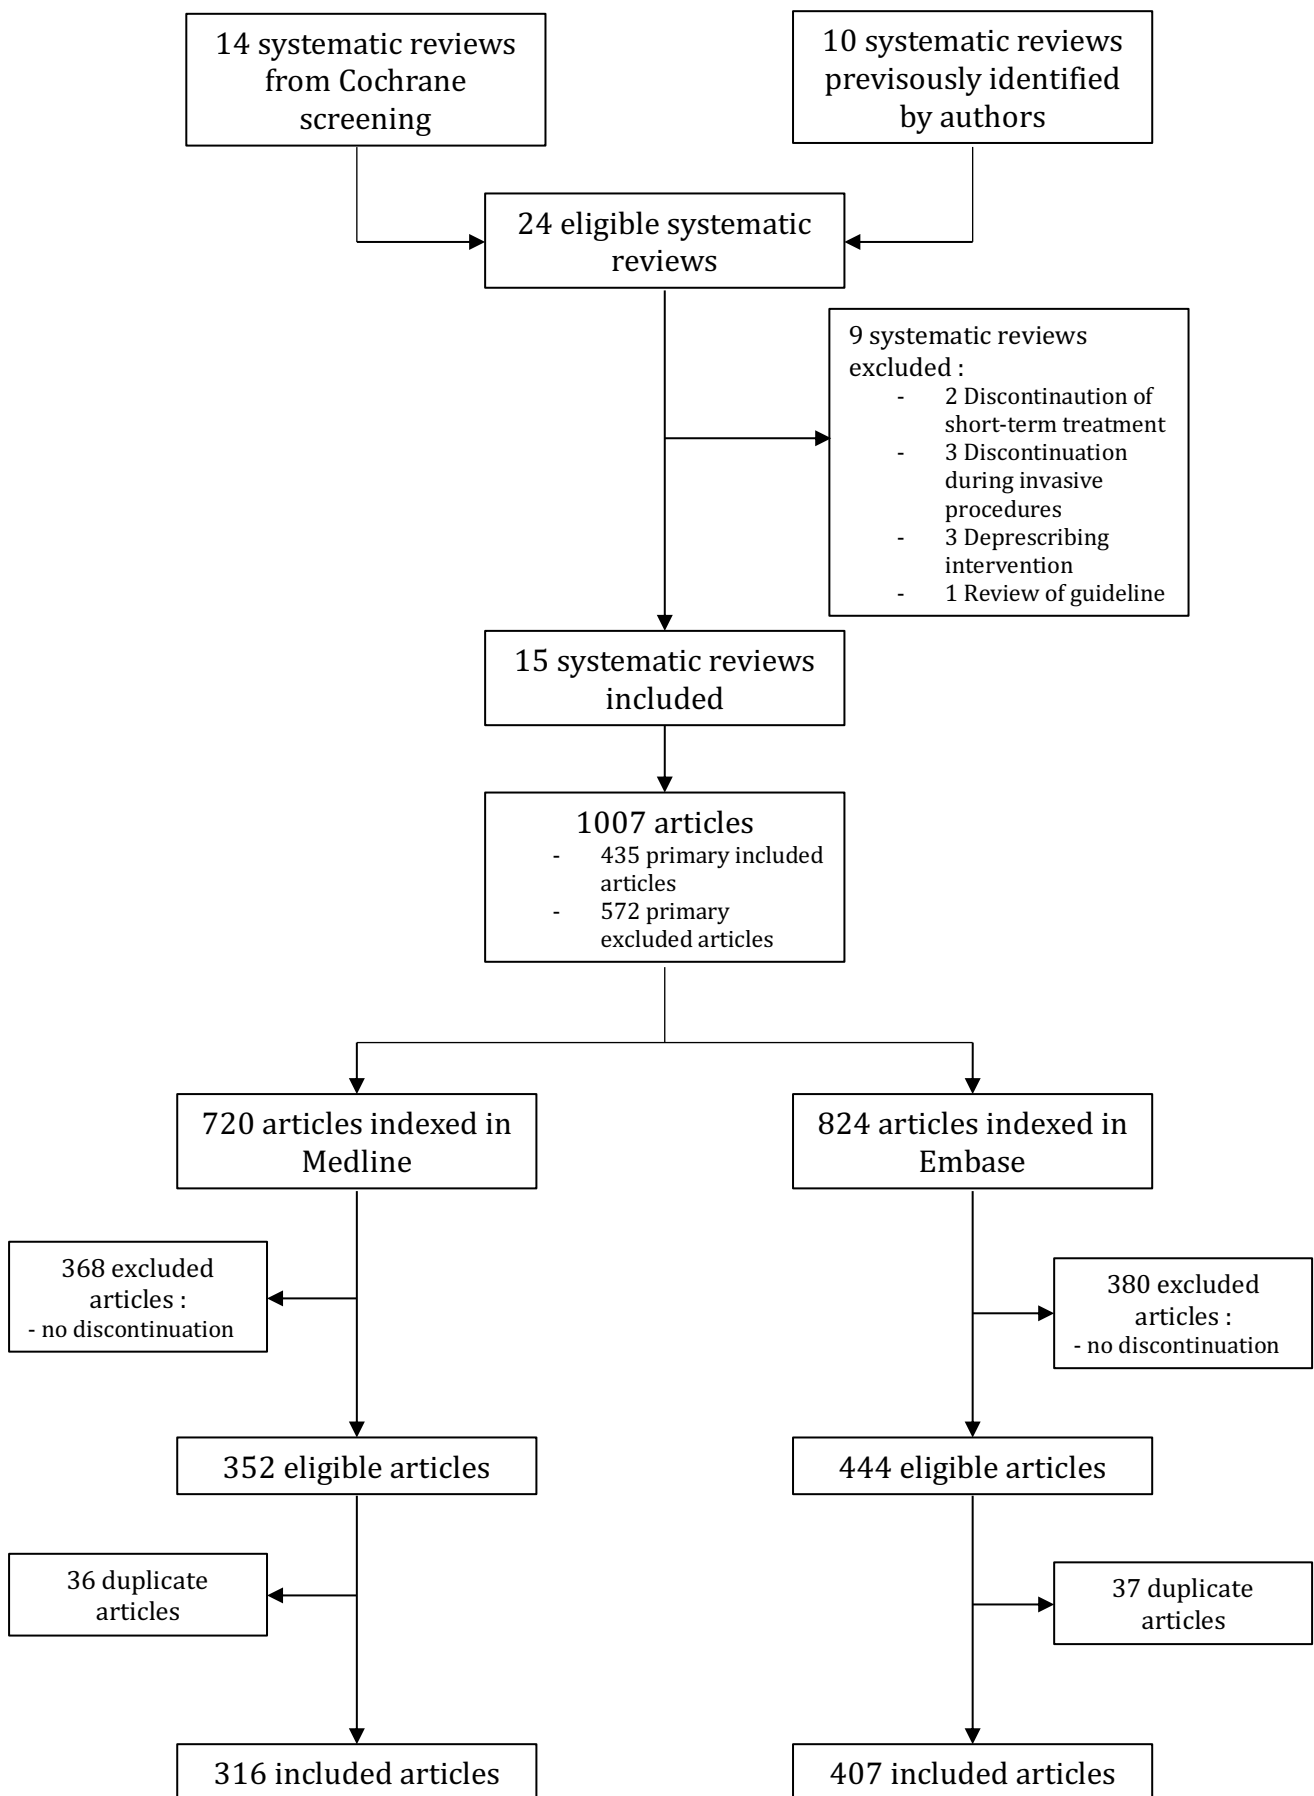 14 systematic reviews
from Cochrane
screening
10 systematic reviews
previsously identified
by authors
24 eligible systematic
reviews
9 systematic reviews
excluded :
- 2 Discontinaution of
short-term treatment
- 3 Discontinuation
during invasive
procedures
- 3 Deprescribing
intervention
- 1 Review of guideline
15 systematic reviews
included
1007 articles
- 435 primary included
articles
- 572 primary
excluded articles
720 articles indexed in
Medline
824 articles indexed in
Embase
368 excluded
articles :
- no discontinuation
380 excluded
articles :
- no discontinuation
352 eligible articles
444 eligible articles
36 duplicate
articles
37 duplicate
articles
316 included articles
407 included articles